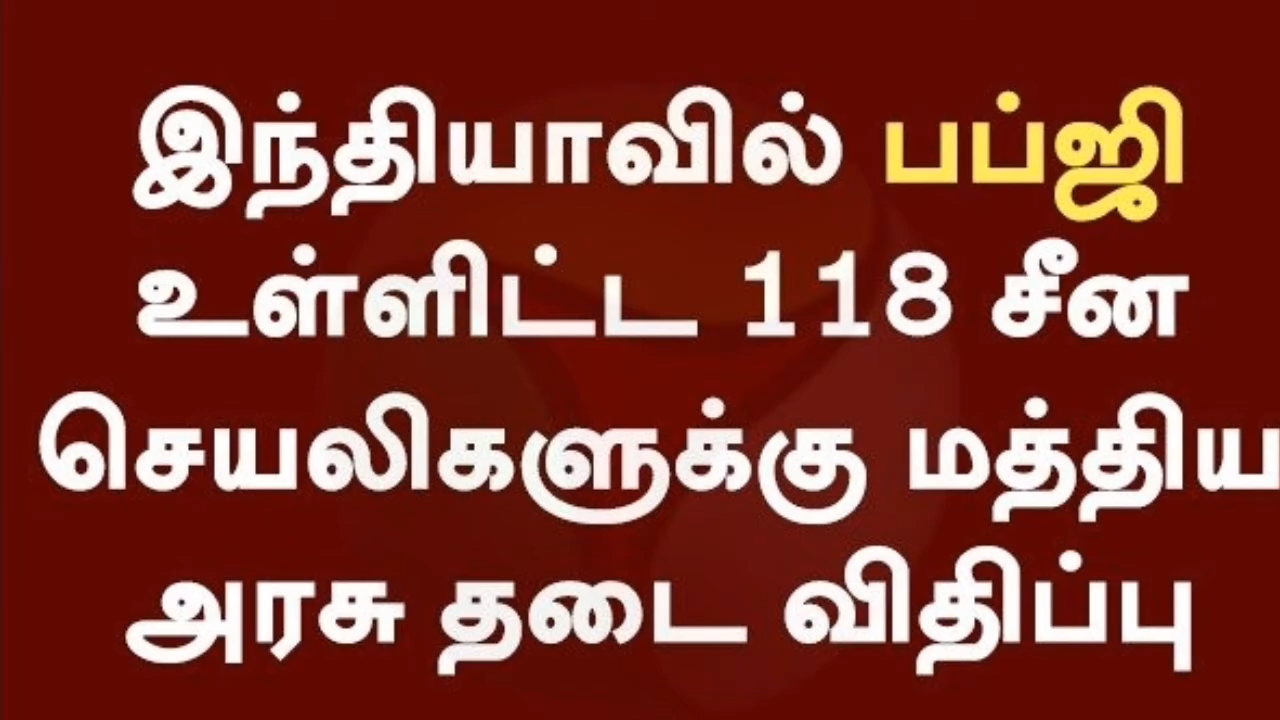 இந்தியாவில் பப்ஜி
உள்ளிட்ட 118 சீன
செயலிகளுக்கு மத்திய
அரசு தடை விதிப்பு